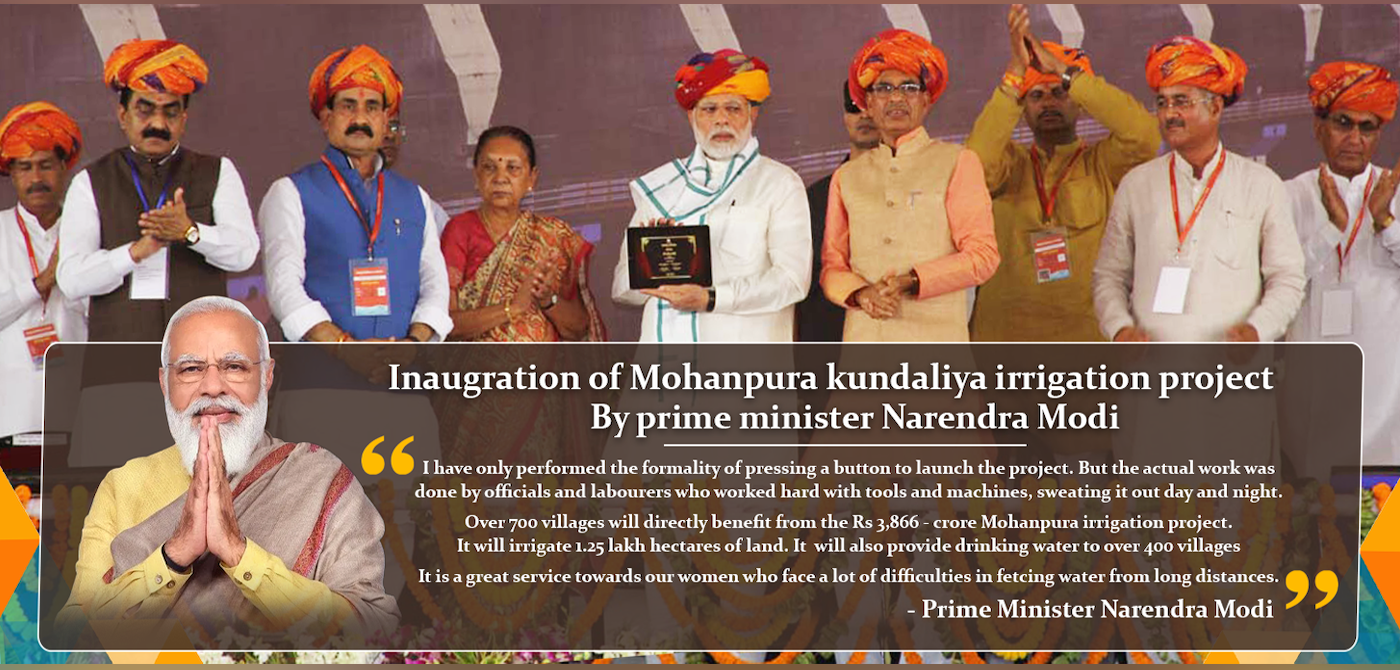 Inaugration of Mohanpura kundaliya irrigation project
By prime minister Narendra Modi
“ I have only performed the formality of pressing a button to launch the project. But the actual work was
done by officials and labourers who worked hard with tools and machines, sweating it out day and night.
Over 700 villages will directly benefit from the Rs 3,866 - crore Mohanpura irrigation project.
It will irrigate 1.25 lakh hectares of land. It will also provide drinking water to over 400 villages
It is a great service towards our women who face a lot of difficulties in fetcing water from long distances. ”
- Prime Minister Narendra Modi